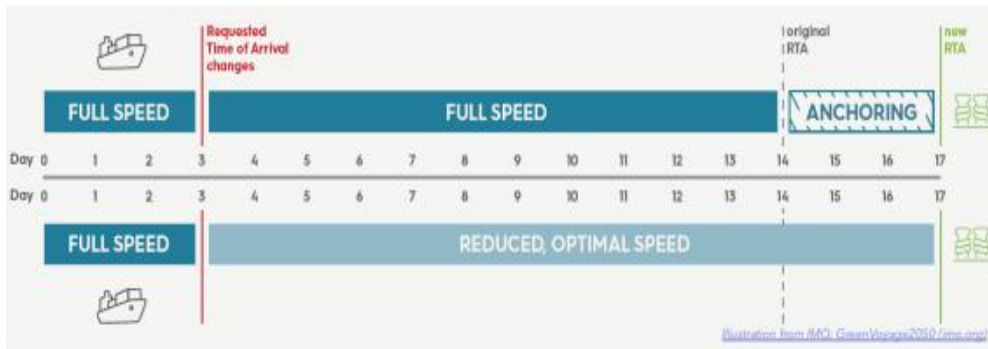 Requested
Time of Arrival
changes
original
RTA
new
RTA
FULL SPEED
FULL SPEED
ANCHORING
Day 0 1 2 3 4 5 6 7 8 9 10 11 12 13 14 15 16 17
Day 0 1 2 3 4 5 6 7 8 9 10 11 12 13 14 15 16 17
FULL SPEED
REDUCED, OPTIMAL SPEED
Illustration from IMO: GreenVoyage2050 (imo.org)